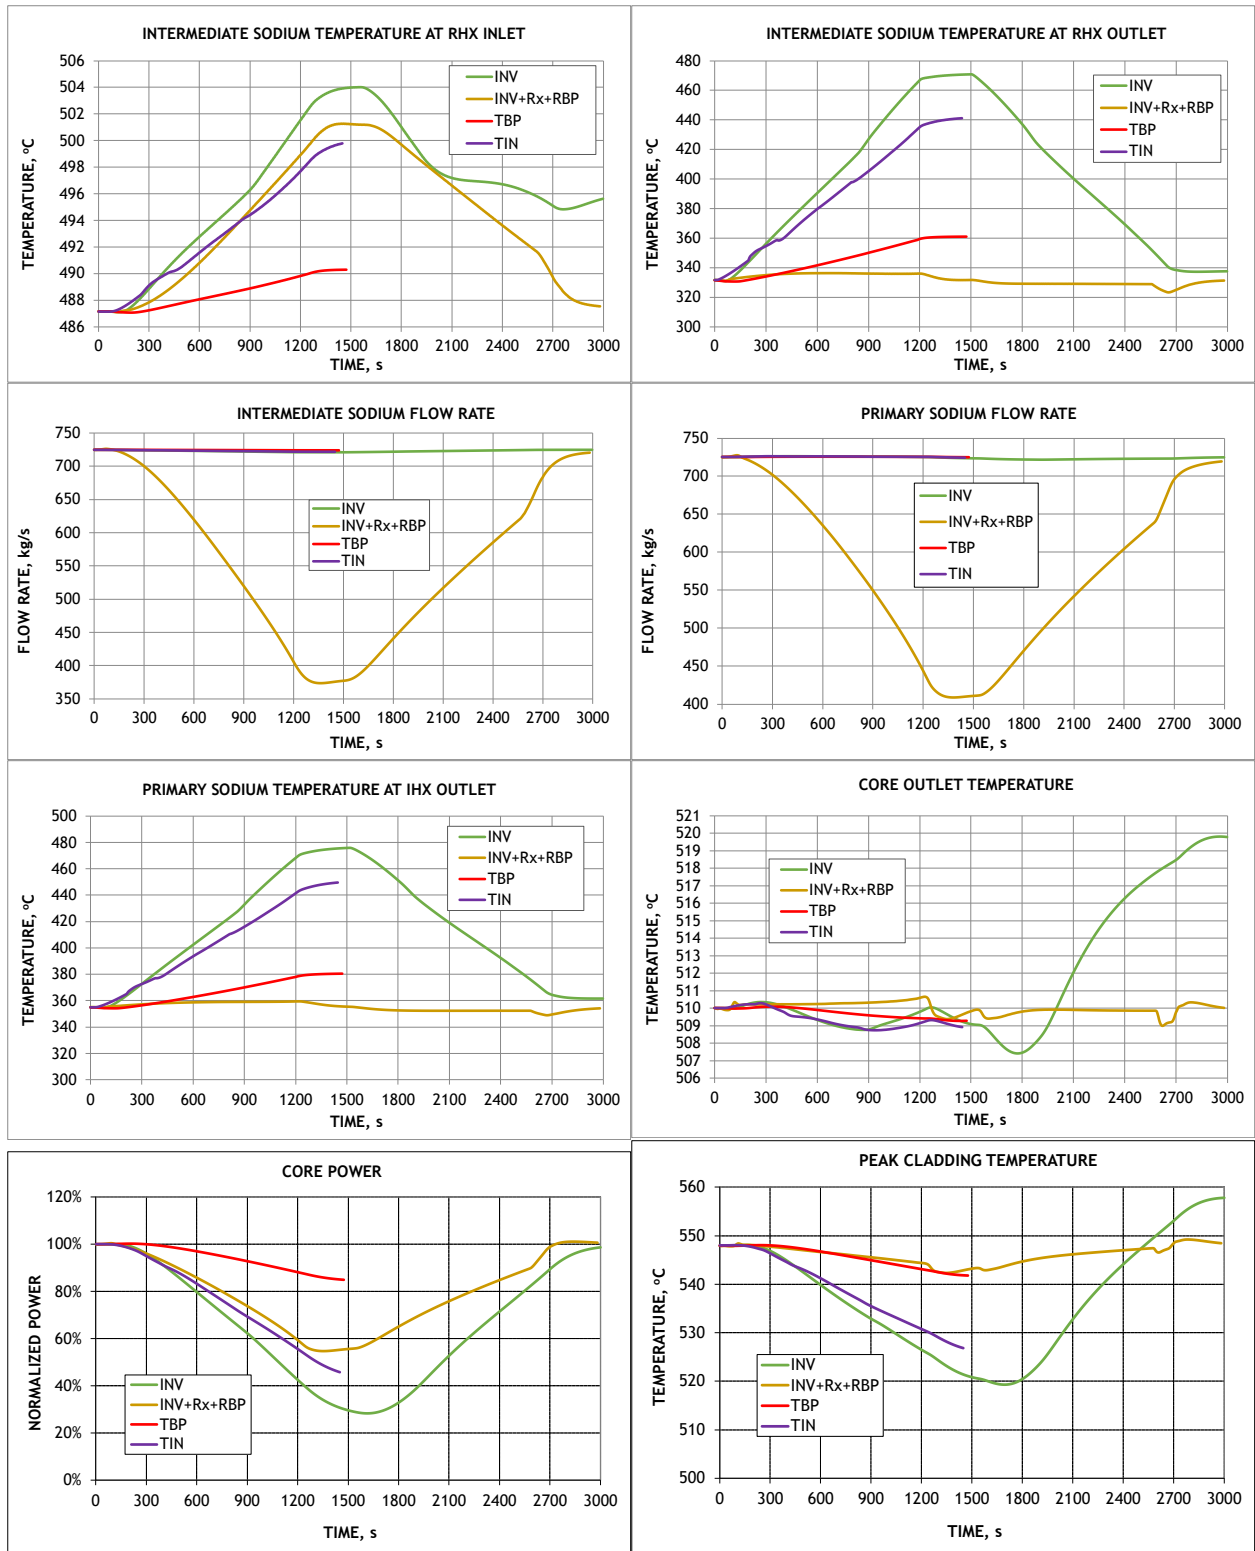 INTERMEDIATE SODIUM TEMPERATURE AT RHX INLET
TEMPERATURE, °C
506
504
502
500
498
496
494
492
490
488
486
INV
INV+Rx+RBP
TBP
TIN
0 300 600 900 1200 1500 1800 2100 2400 2700 3000
TIME, s
INTERMEDIATE SODIUM TEMPERATURE AT RHX OUTLET
TEMPERATURE, °C
480
460
440
420
400
380
360
340
320
300
INV
INV+Rx+RBP
TBP
TIN
0 300 600 900 1200 1500 1800 2100 2400 2700 3000
TIME, s
INTERMEDIATE SODIUM FLOW RATE
FLOW RATE, kg/s
750
700
650
600
550
500
450
400
350
INV
INV+Rx+RBP
TBP
TIN
0 300 600 900 1200 1500 1800 2100 2400 2700 3000
TIME, s
PRIMARY SODIUM FLOW RATE
FLOW RATE, kg/s
750
700
650
600
550
500
450
400
INV
INV+Rx+RBP
TBP
TIN
0 300 600 900 1200 1500 1800 2100 2400 2700 3000
TIME, s
PRIMARY SODIUM TEMPERATURE AT IHX OUTLET
TEMPERATURE, °C
500
480
460
440
420
400
380
360
340
320
300
INV
INV+Rx+RBP
TBP
TIN
0 300 600 900 1200 1500 1800 2100 2400 2700 3000
TIME, s
CORE OUTLET TEMPERATURE
TEMPERATURE, °C
521
520
519
518
517
516
515
514
513
512
511
510
509
508
507
506
INV
INV+Rx+RBP
TBP
TIN
0 300 600 900 1200 1500 1800 2100 2400 2700 3000
TIME, s
CORE POWER
NORMALIZED POWER
120%
100%
80%
60%
40%
20%
0%
INV
INV+Rx+RBP
TBP
TIN
0 300 600 900 1200 1500 1800 2100 2400 2700 3000
TIME, s
PEAK CLADDING TEMPERATURE
TEMPERATURE, °C
560
550
540
530
520
510
500
INV
INV+Rx+RBP
TBP
TIN
0 300 600 900 1200 1500 1800 2100 2400 2700 3000
TIME, s